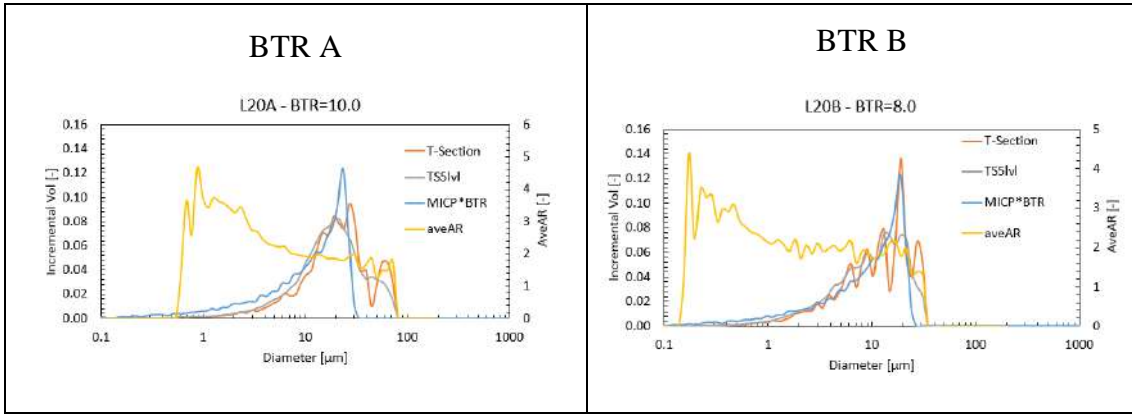 BTR A
L20A - BTR=10.0
0.16
0.14
0.12
0.10
0.08
0.06
0.04
0.02
0.00
Incremental Vol [-]
6
5
4
3
2
1
0
AveAR [-]
T-Section
TS5lvl
MICP*BTR
aveAR
0.1 1 10 100 1000
Diameter [µm]
BTR B
L20B - BTR=8.0
0.16
0.14
0.12
0.10
0.08
0.06
0.04
0.02
0.00
Incremental Vol [-]
5
4
3
2
1
0
AveAR [-]
T-Section
TS5lvl
MICP*BTR
aveAR
0.1 1 10 100 1000
Diameter [µm]